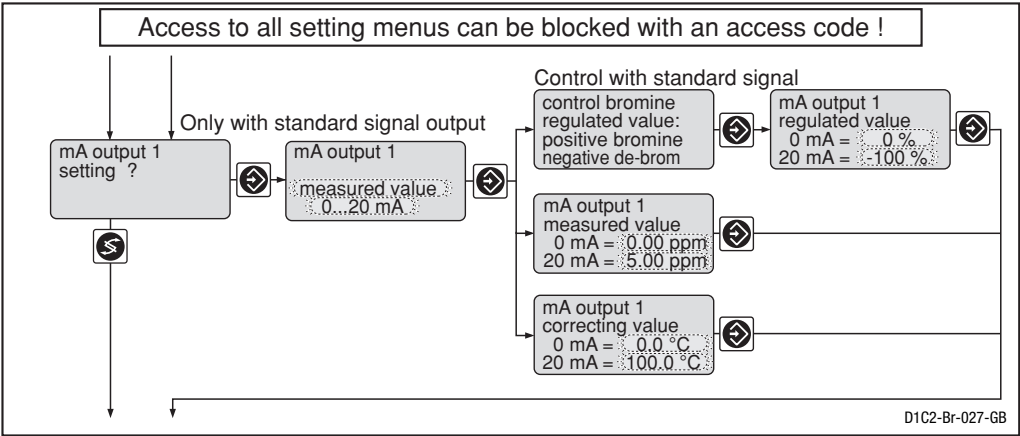 Access to all setting menus can be blocked with an access code !
Control with standard signal
Only with standard signal output
mA output 1
setting ?
mA output 1
measured value
0...20 mA
control bromine
regulated value:
positive bromine
negative de-brom
mA output 1
regulated value
0 mA = 0 %
20 mA = -100 %
mA output 1
measured value
0 mA = 0.00 ppm
20 mA = 5.00 ppm
mA output 1
correcting value
0 mA = 0.0 °C
20 mA = 100.0 °C
D1C2-Br-027-GB